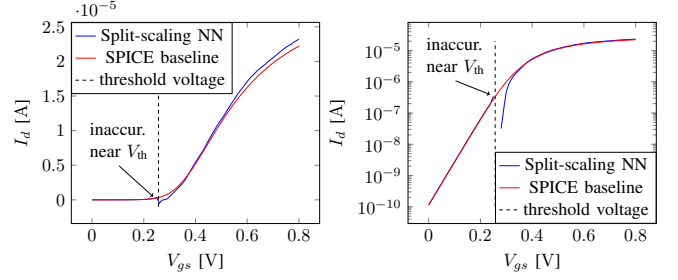 ·10⁻⁵
2.5
2
1.5
1
0.5
0
I_d [A]
Split-scaling NN
SPICE baseline
threshold voltage
inaccur.
near V_th
0 0.2 0.4 0.6 0.8
V_gs [V]
10⁻⁵
10⁻⁶
10⁻⁷
10⁻⁸
10⁻⁹
10⁻¹⁰
I_d [A]
inaccur.
near V_th
Split-scaling NN
SPICE baseline
threshold voltage
0 0.2 0.4 0.6 0.8
V_gs [V]